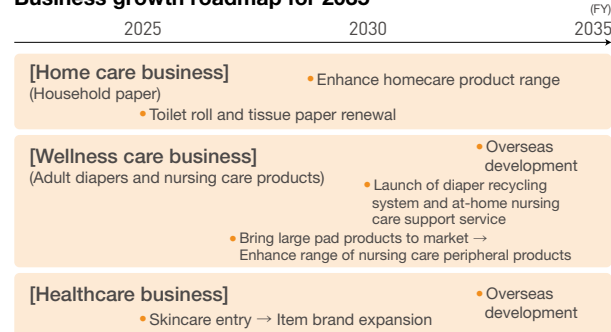 Business growth roadmap for 2035
(FY)
2025 2030 2035
[Home care business]
(Household paper)
• Enhance homecare product range
• Toilet roll and tissue paper renewal
[Wellness care business]
(Adult diapers and nursing care products)
• Overseas
development
• Launch of diaper recycling
system and at-home nursing
care support service
• Bring large pad products to market →
Enhance range of nursing care peripheral products
[Healthcare business]
• Overseas
development
• Skincare entry → Item brand expansion